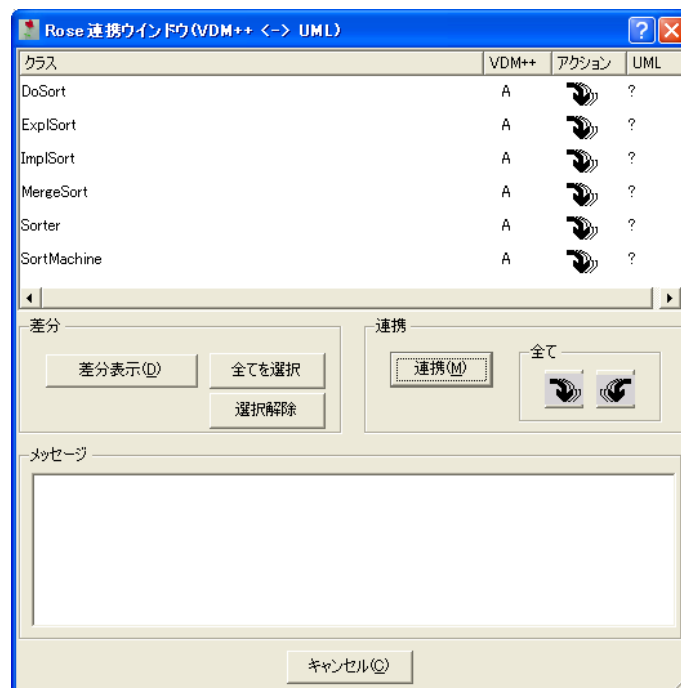 Rose 連携ウインドウ(VDM++ <-> UML)
クラス VDM++ アクション UML
DoSort A ?
ExplSort A ?
ImplSort A ?
MergeSort A ?
Sorter A ?
SortMachine A ?
差分 連携
差分表示(D) 全てを選択 連携(M) 全て
選択解除
メッセージ
キャンセル(C)